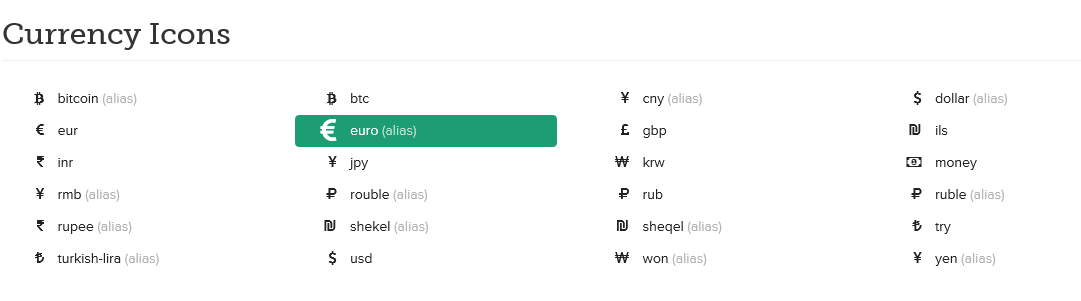 Currency Icons
₿ bitcoin (alias) ₿ btc ¥ cny (alias) $ dollar (alias)
€ eur € euro (alias) £ gbp ₪ ils
₹ inr ¥ jpy ₩ krw money
¥ rmb (alias) ₽ rouble (alias) ₽ rub ₽ ruble (alias)
₹ rupee (alias) ₪ shekel (alias) ₪ sheqel (alias) ₺ try
₺ turkish-lira (alias) $ usd ₩ won (alias) ¥ yen (alias)